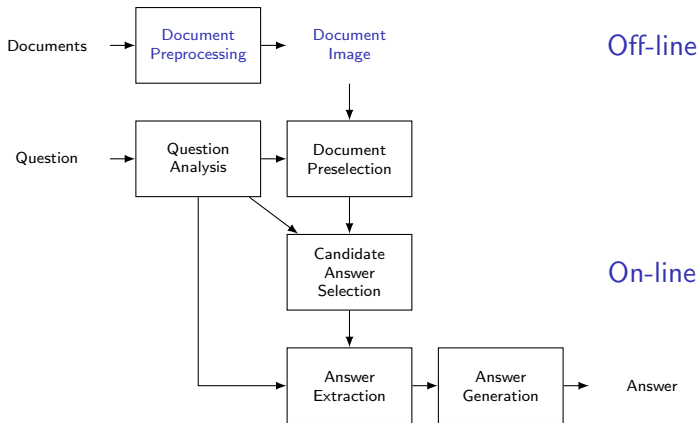 Documents
Document
Preprocessing
Document
Image
Off-line
Question
Question
Analysis
Document
Preselection
Candidate
Answer
Selection
On-line
Answer
Extraction
Answer
Generation
Answer